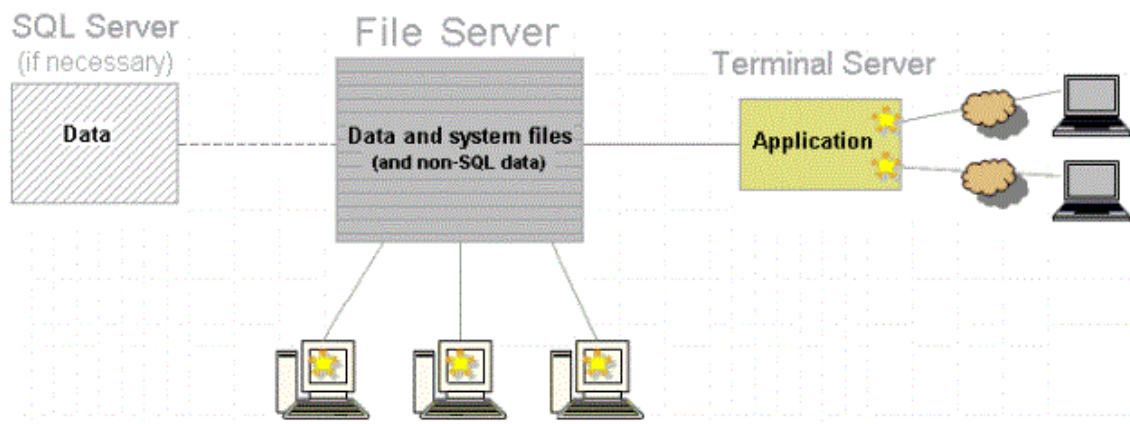 SQL Server
(if necessary)
Data
File Server
Data and system files
(and non-SQL data)
Terminal Server
Application